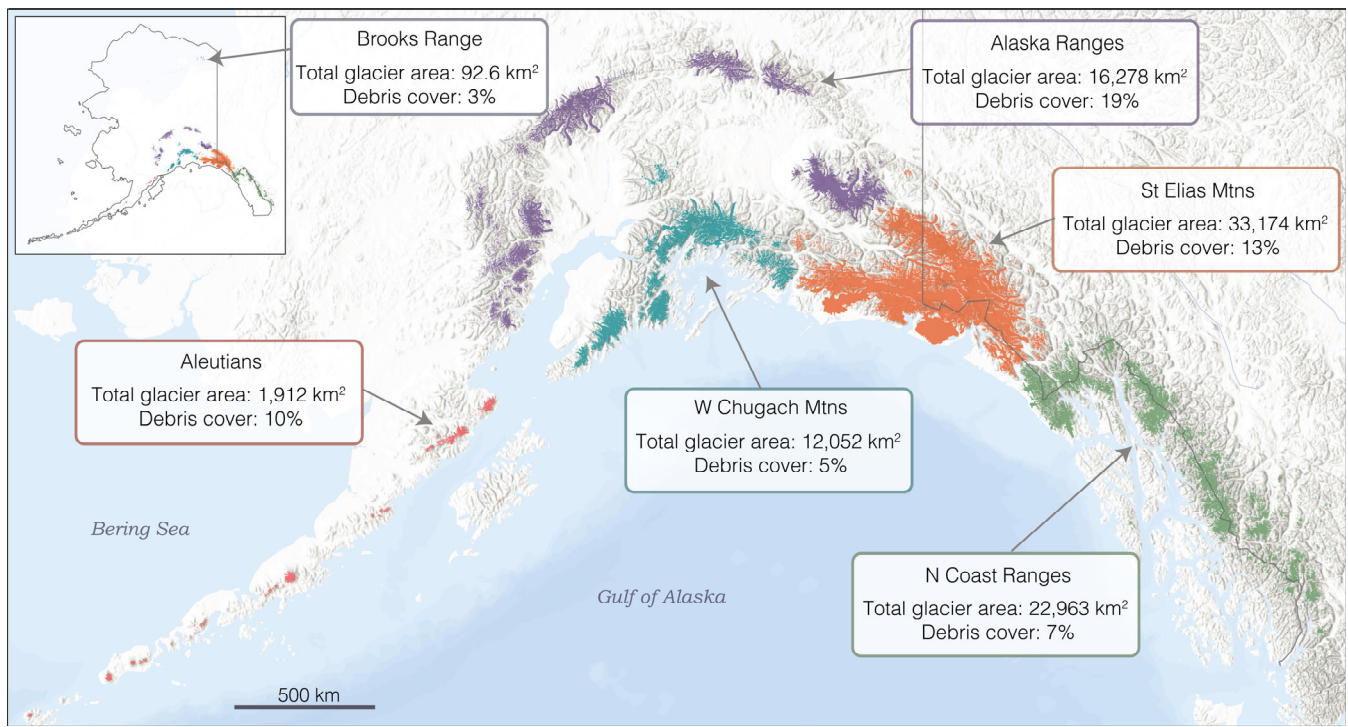 Brooks Range
Total glacier area: 92.6 km²
Debris cover: 3%
Alaska Ranges
Total glacier area: 16,278 km²
Debris cover: 19%
St Elias Mtns
Total glacier area: 33,174 km²
Debris cover: 13%
Aleutians
Total glacier area: 1,912 km²
Debris cover: 10%
W Chugach Mtns
Total glacier area: 12,052 km²
Debris cover: 5%
Bering Sea
Gulf of Alaska
N Coast Ranges
Total glacier area: 22,963 km²
Debris cover: 7%
500 km